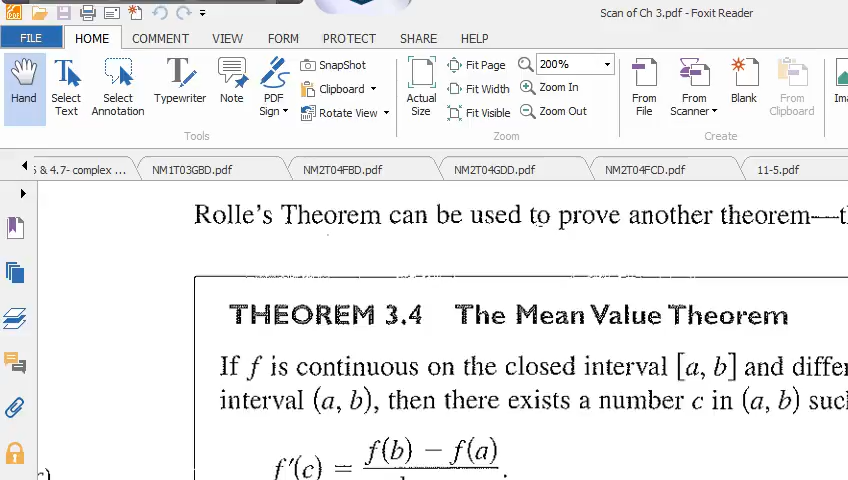 Scan of Ch 3.pdf - Foxit Reader
FILE HOME COMMENT VIEW FORM PROTECT SHARE HELP
Hand
Select Text
Select Annotation
Typewriter
Note
PDF Sign
SnapShot
Clipboard
Rotate View
Tools
Actual Size
Fit Page
Fit Width
Fit Visible
200%
Zoom In
Zoom Out
Zoom
From File
From Scanner
Blank
From Clipboard
Create
5 & 4.7- complex ... NM1T03GBD.pdf NM2T04FBD.pdf NM2T04GDD.pdf NM2T04FCD.pdf 11-5.pdf
Rolle's Theorem can be used to prove another theorem—
THEOREM 3.4 The Mean Value Theorem
If f is continuous on the closed interval [a, b] and
interval (a, b), then there exists a number c in (a, b)
f′(c) = f(b) − f(a)